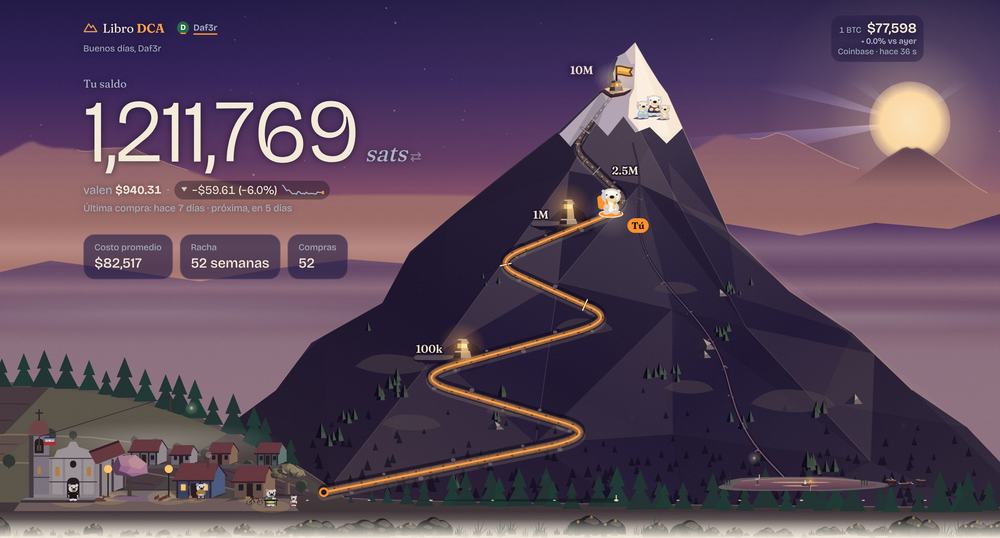 Libro DCA D Daf3r
Buenos días, Daf3r
1 BTC $77,598
• 0.0% vs ayer
Coinbase · hace 36 s
Tu saldo
1,211,769 sats ⇄
valen $940.31 · ▼ −$59.61 (−6.0%)
Última compra: hace 7 días · próxima, en 5 días
Costo promedio
$82,517
Racha
52 semanas
Compras
52
10M
2.5M
1M
Tú
100k